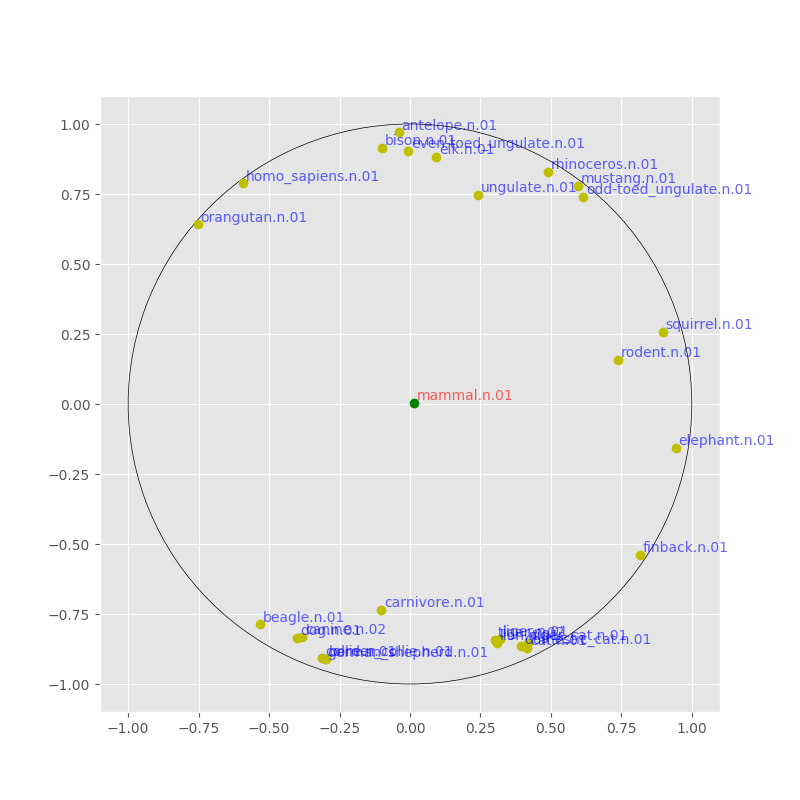 1.00
antelope.n.01
bison.n.01
even-toed_ungulate.n.01
elk.n.01
rhinoceros.n.01
0.75
homo_sapiens.n.01
mustang.n.01
ungulate.n.01
odd-toed_ungulate.n.01
orangutan.n.01
0.50
0.25
squirrel.n.01
rodent.n.01
0.00
mammal.n.01
−0.25
elephant.n.01
−0.50
finback.n.01
−0.75
carnivore.n.01
beagle.n.01
canine.n.02
dog.n.01
german_shepherd.n.01
−1.00
−1.00
−0.75
−0.50
−0.25
0.00
0.25
0.50
0.75
1.00